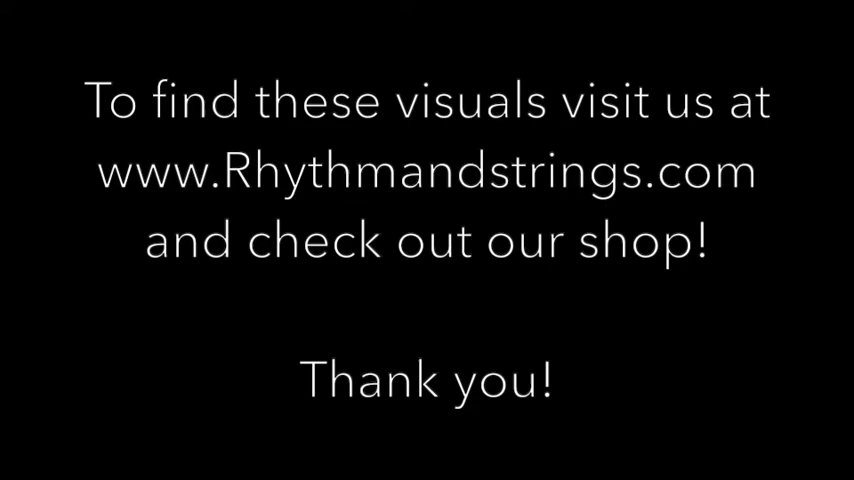 To find these visuals visit us at
www.Rhythmandstrings.com
and check out our shop!
Thank you!